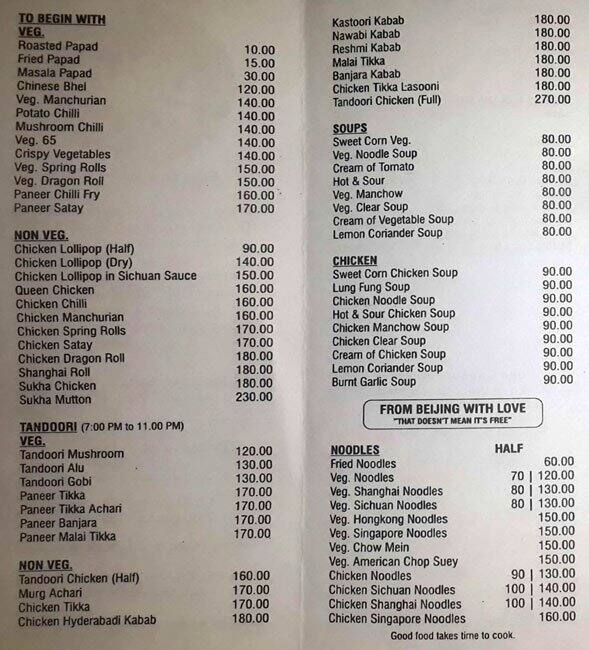 TO BEGIN WITH
VEG.
Roasted Papad 10.00
Fried Papad 15.00
Masala Papad 30.00
Chinese Bhel 120.00
Veg. Manchurian 140.00
Potato Chilli 140.00
Mushroom Chilli 140.00
Veg. 65 140.00
Crispy Vegetables 140.00
Veg. Spring Rolls 150.00
Veg. Dragon Roll 150.00
Paneer Chilli Fry 160.00
Paneer Satay 170.00
NON VEG.
Chicken Lollipop (Half) 90.00
Chicken Lollipop (Dry) 140.00
Chicken Lollipop in Sichuan Sauce 150.00
Queen Chicken 160.00
Chicken Chilli 160.00
Chicken Manchurian 160.00
Chicken Spring Rolls 170.00
Chicken Satay 170.00
Chicken Dragon Roll 180.00
Shanghai Roll 180.00
Sukha Chicken 180.00
Sukha Mutton 230.00
TANDOORI (7:00 PM to 11.00 PM)
VEG.
Tandoori Mushroom 120.00
Tandoori Alu 130.00
Tandoori Gobi 130.00
Paneer Tikka 170.00
Paneer Tikka Achari 170.00
Paneer Banjara 170.00
Paneer Malai Tikka 170.00
NON VEG.
Tandoori Chicken (Half) 160.00
Murg Achari 170.00
Chicken Tikka 170.00
Chicken Hyderabadi Kabab 180.00
Kastoori Kabab 180.00
Nawabi Kabab 180.00
Reshmi Kabab 180.00
Malai Tikka 180.00
Banjara Kabab 180.00
Chicken Tikka Lasooni 180.00
Tandoori Chicken (Full) 270.00
SOUPS
Sweet Corn Veg. 80.00
Veg. Noodle Soup 80.00
Cream of Tomato 80.00
Hot & Sour 80.00
Veg. Manchow 80.00
Veg. Clear Soup 80.00
Cream of Vegetable Soup 80.00
Lemon Coriander Soup 80.00
CHICKEN
Sweet Corn Chicken Soup 90.00
Lung Fung Soup 90.00
Chicken Noodle Soup 90.00
Hot & Sour Chicken Soup 90.00
Chicken Manchow Soup 90.00
Chicken Clear Soup 90.00
Cream of Chicken Soup 90.00
Lemon Coriander Soup 90.00
Burnt Garlic Soup 90.00
FROM BEIJING WITH LOVE
"THAT DOESN'T MEAN IT'S FREE"
NOODLES HALF
Fried Noodles 60.00
Veg. Noodles 70 | 120.00
Veg. Shanghai Noodles 80 | 130.00
Veg. Sichuan Noodles 80 | 130.00
Veg. Hongkong Noodles 150.00
Veg. Singapore Noodles 150.00
Veg. Chow Mein 150.00
Veg. American Chop Suey 150.00
Chicken Noodles 90 | 130.00
Chicken Sichuan Noodles 100 | 140.00
Chicken Shanghai Noodles 100 | 140.00
Chicken Singapore Noodles 160.00
Good food takes time to cook.